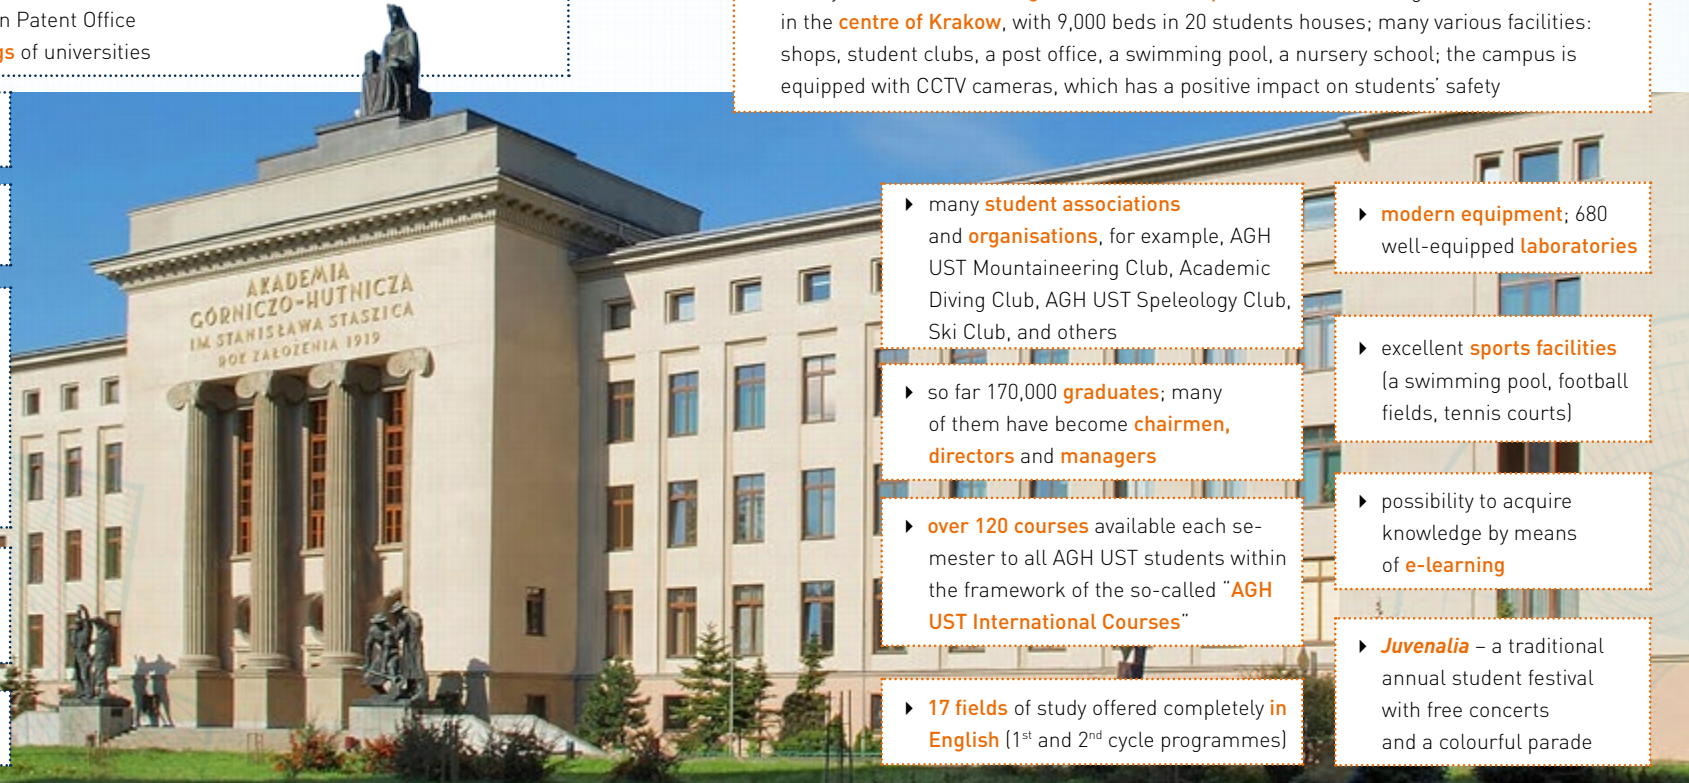 n Patent Office
gs of universities
in the centre of Krakow, with 9,000 beds in 20 students houses; many various facilities:
shops, student clubs, a post office, a swimming pool, a nursery school; the campus is
equipped with CCTV cameras, which has a positive impact on students’ safety
AKADEMIA
GÓRNICZO-HUTNICZA
IM STANISŁAWA STASZICA
ROK ZAŁOŻENIA 1919
many student associations
and organisations, for example, AGH
UST Mountaineering Club, Academic
Diving Club, AGH UST Speleology Club,
Ski Club, and others
so far 170,000 graduates; many
of them have become chairmen,
directors and managers
over 120 courses available each se-
mester to all AGH UST students within
the framework of the so-called “AGH
UST International Courses”
17 fields of study offered completely in
English (1st and 2nd cycle programmes)
modern equipment; 680
well-equipped laboratories
excellent sports facilities
(a swimming pool, football
fields, tennis courts)
possibility to acquire
knowledge by means
of e-learning
Juvenalia – a traditional
annual student festival
with free concerts
and a colourful parade